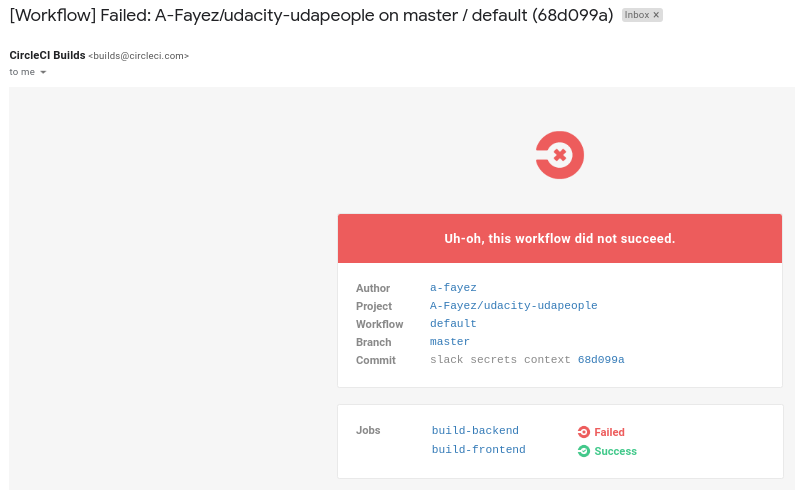 [Workflow] Failed: A-Fayez/udacity-udapeople on master / default (68d099a) Inbox ×
CircleCI Builds <builds@circleci.com>
to me
Uh-oh, this workflow did not succeed.
Author a-fayez
Project A-Fayez/udacity-udapeople
Workflow default
Branch master
Commit slack secrets context 68d099a
Jobs build-backend Failed
build-frontend Success